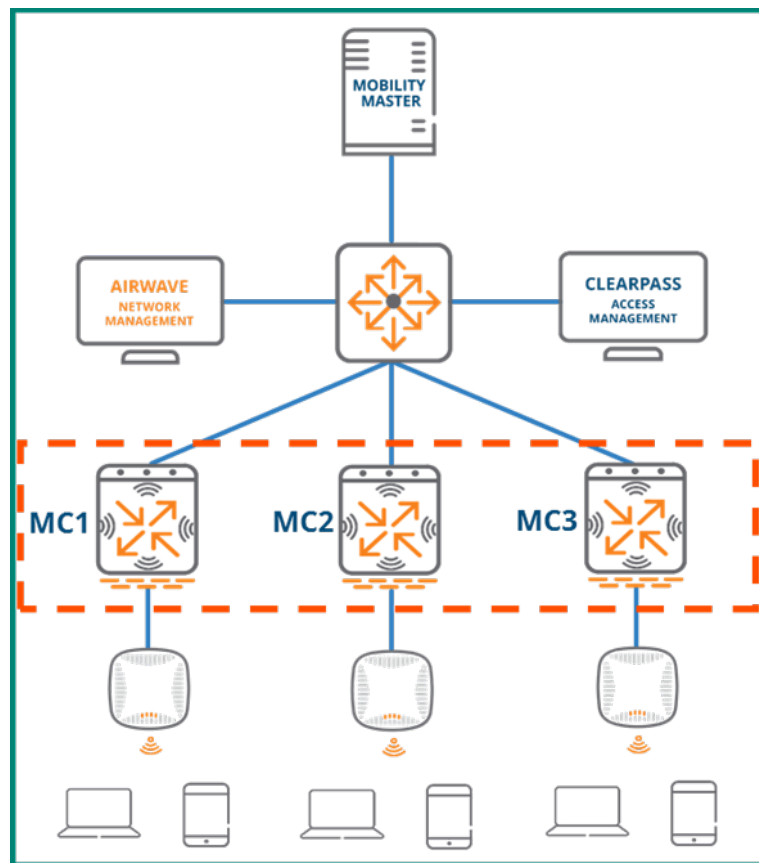 MOBILITY
MASTER
AIRWAVE
NETWORK
MANAGEMENT
CLEARPASS
ACCESS
MANAGEMENT
MC1
MC2
MC3